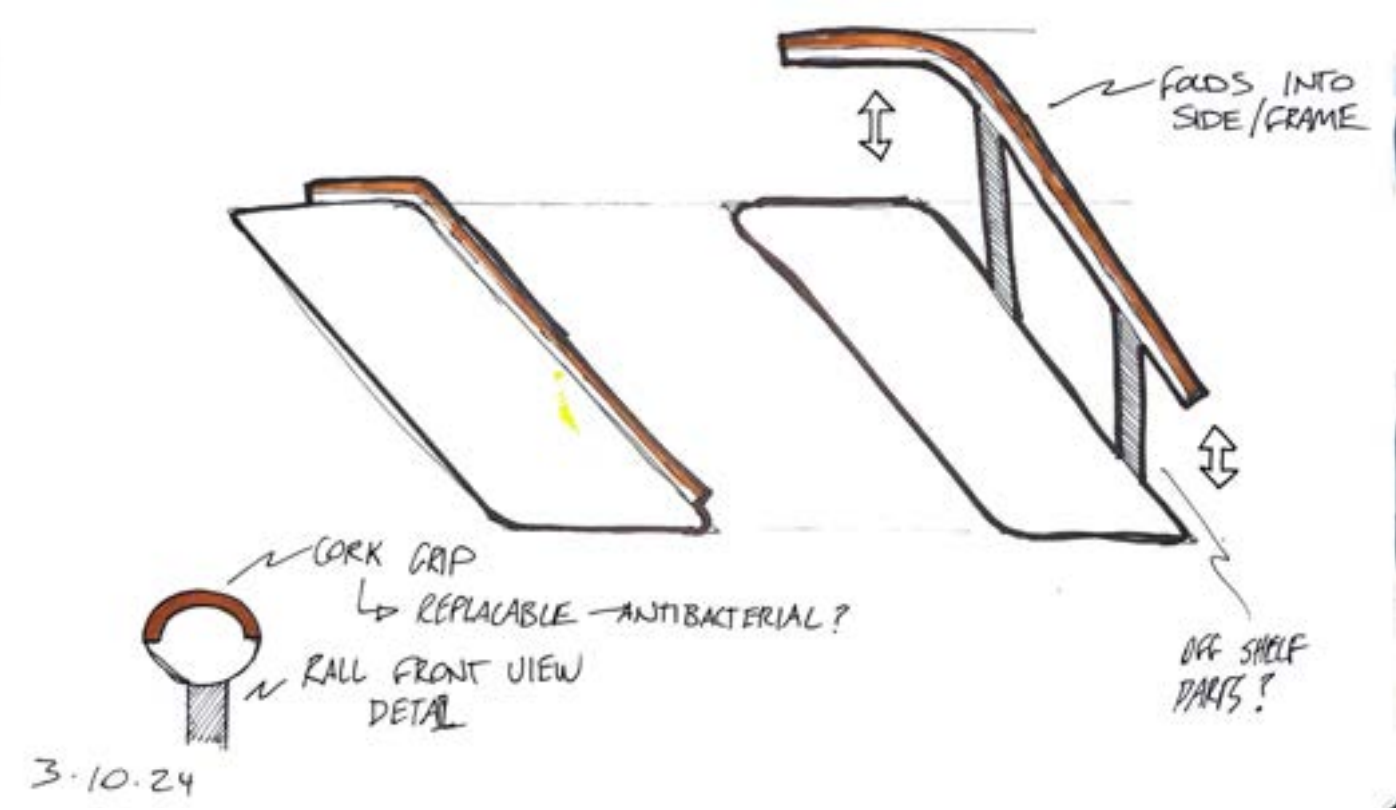 FOLDS INTO
SIDE/FRAME
CORK GRIP
REPLACABLE — ANTIBACTERIAL?
RAIL FRONT VIEW
DETAIL
OFF SHELF
PARTS?
3.10.24